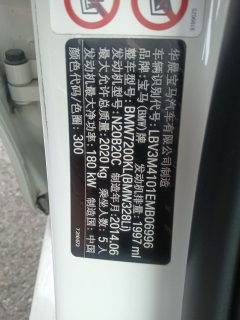 华晨宝马汽车有限公司制造
品牌:宝马(BMW)牌
车辆识别代号:LBV3M4101EMB06996
发动机排量:1997 ml
整车型号:BMW7200KL(BMW328Li)
发动机型号:N20B20C 制造年月:2014.06
最大允许总质量:2020 kg 乘坐人数:5人
发动机最大净功率:180 kW 制造国:中国
颜色代码/色圈:300